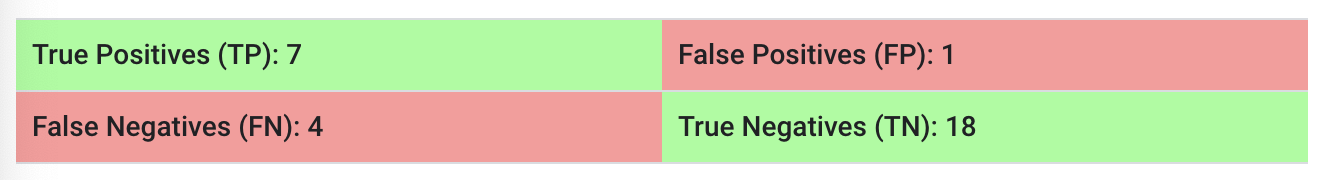 True Positives (TP): 7
False Positives (FP): 1
False Negatives (FN): 4
True Negatives (TN): 18